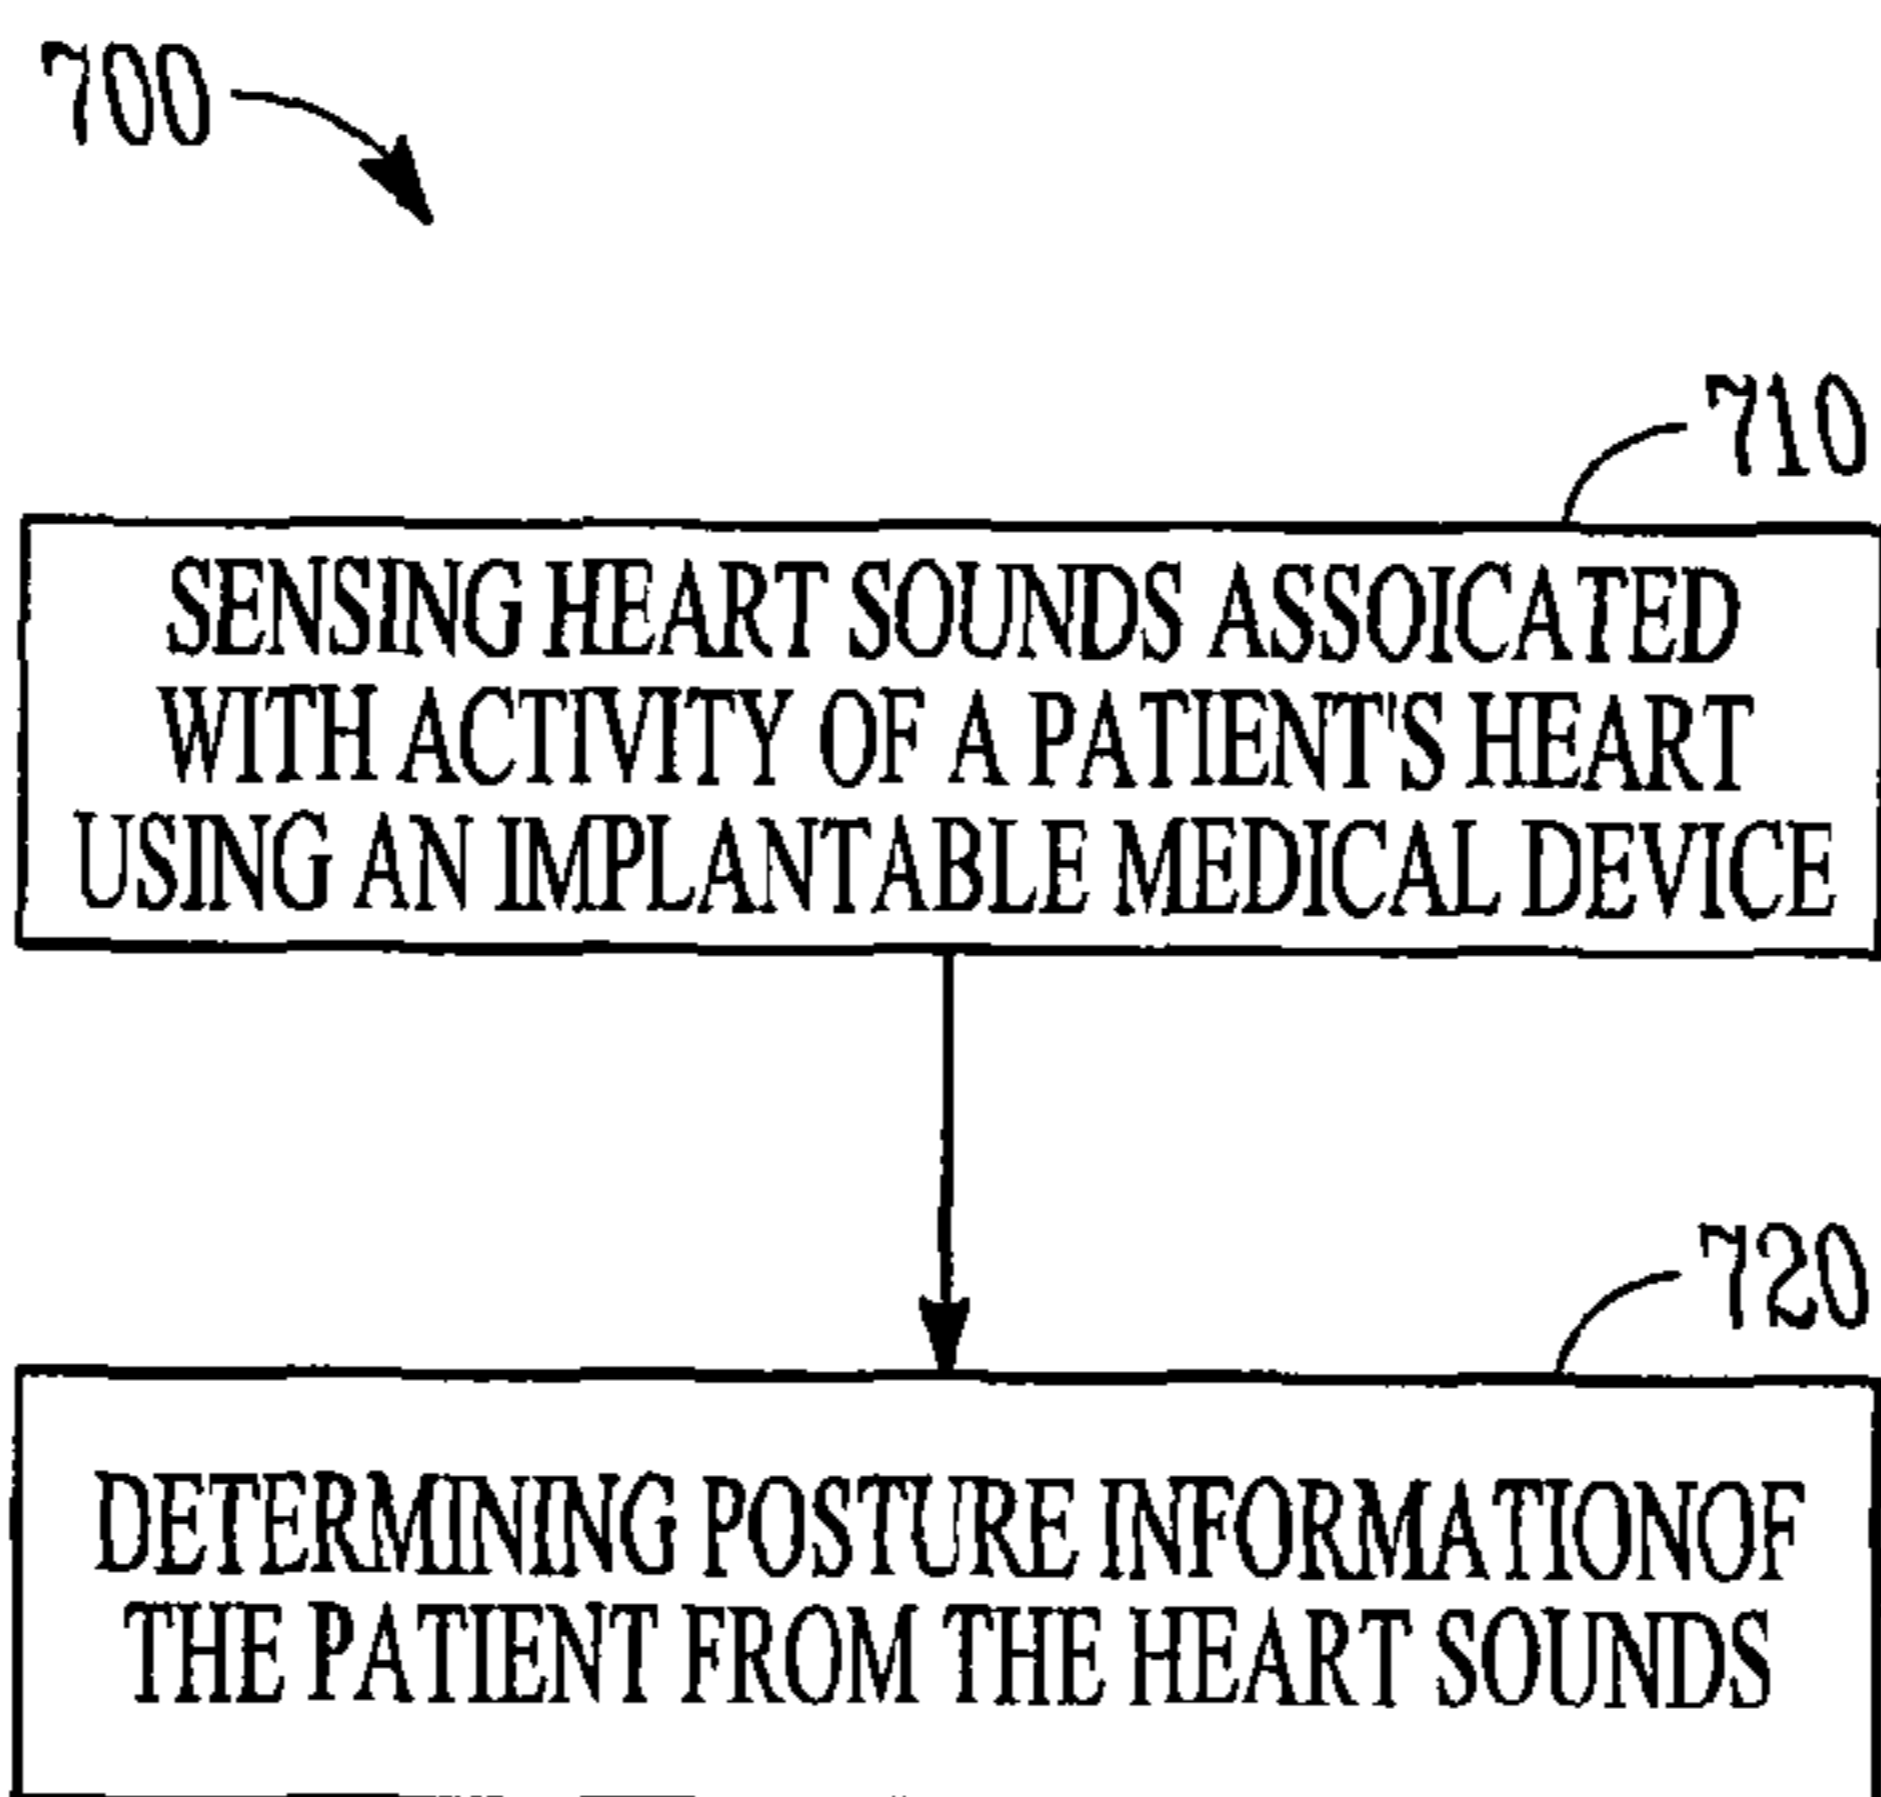 700
710
SENSING HEART SOUNDS ASSOICATED
WITH ACTIVITY OF A PATIENT'S HEART
USING AN IMPLANTABLE MEDICAL DEVICE
720
DETERMINING POSTURE INFORMATIONOF
THE PATIENT FROM THE HEART SOUNDS